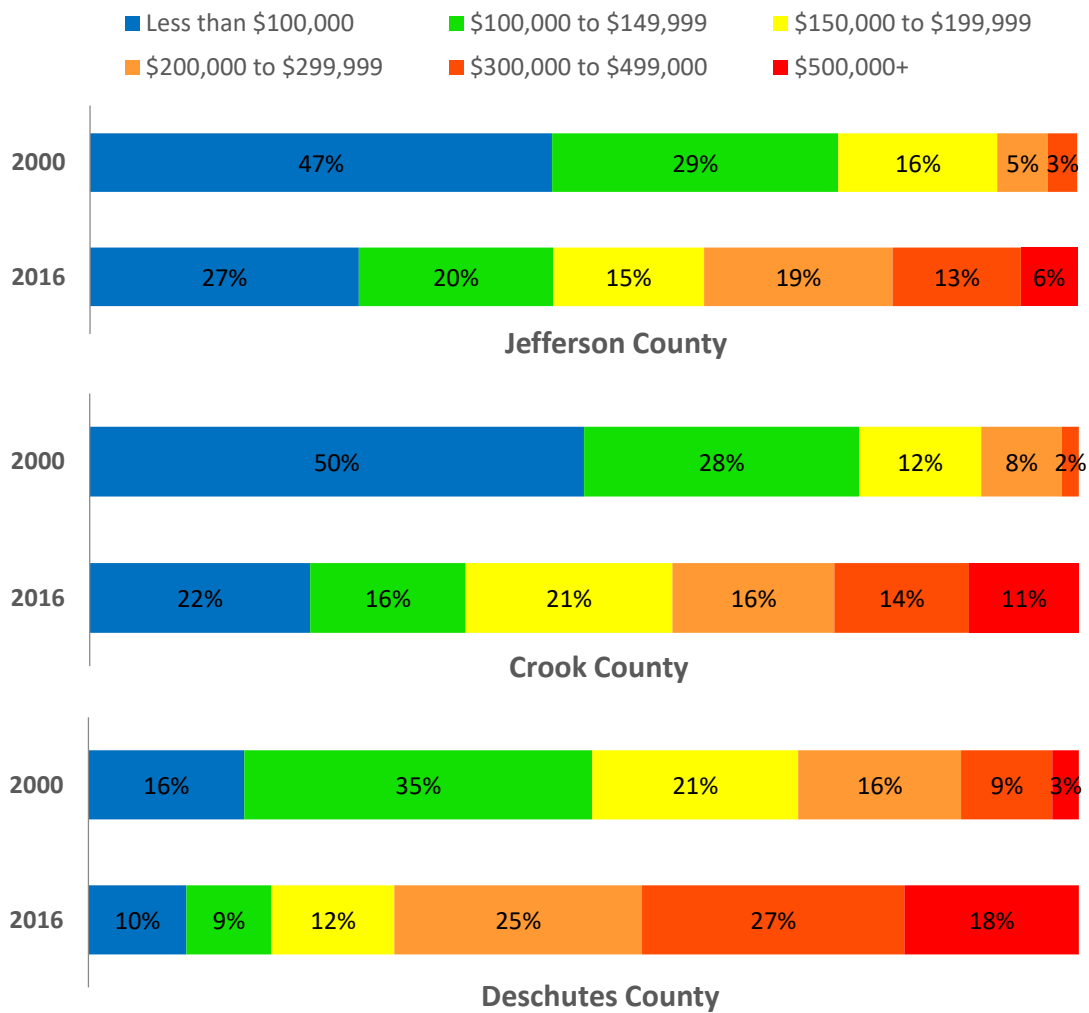 Less than $100,000 $100,000 to $149,999 $150,000 to $199,999
$200,000 to $299,999 $300,000 to $499,000 $500,000+
2000 47% 29% 16% 5% 3%
2016 27% 20% 15% 19% 13% 6%
Jefferson County
2000 50% 28% 12% 8% 2%
2016 22% 16% 21% 16% 14% 11%
Crook County
2000 16% 35% 21% 16% 9% 3%
2016 10% 9% 12% 25% 27% 18%
Deschutes County